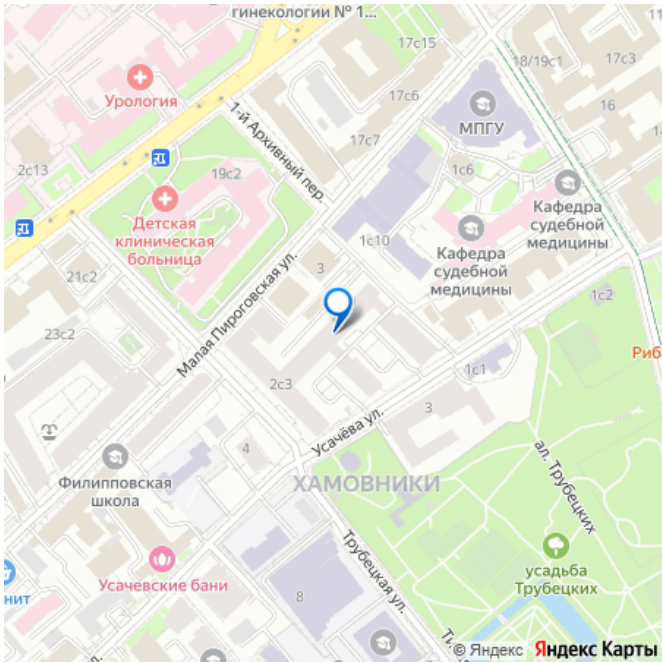 гинекологии № 1...
17с15
18/19с1
17с3
Урология
17с6
16
МПГУ
1-й Архивный пер.
17с7
2с13
19с2
1с6
Детская
клиническая
больница
Кафедра
судебной
медицины
1с10
Кафедра
судебной
медицины
3
21с2
Малая Пироговская ул.
1с2
23с2
Риб
1с1
2с3
3
Усачёва ул.
4
ал. Трубецких
Филипповская
школа
ХАМОВНИКИ
Трубецкая ул.
усадьба
Трубецких
Усачевские бани
нит
8
© Яндекс Яндекс Карты